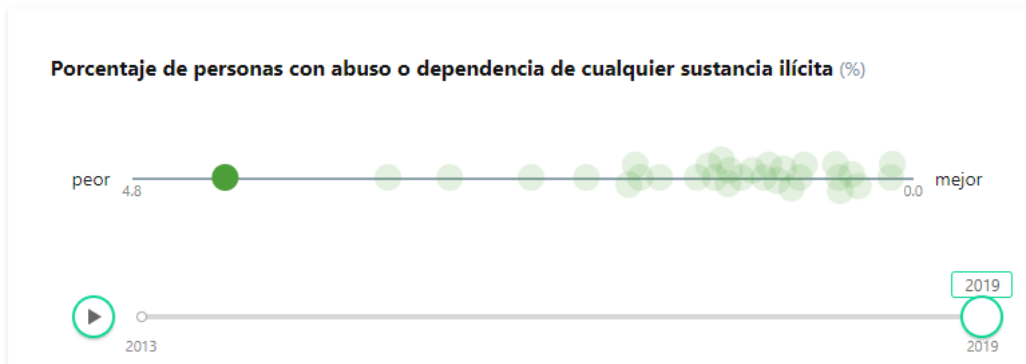 Porcentaje de personas con abuso o dependencia de cualquier sustancia ilícita (%)
peor
4.8
0.0
mejor
2019
2013
2019